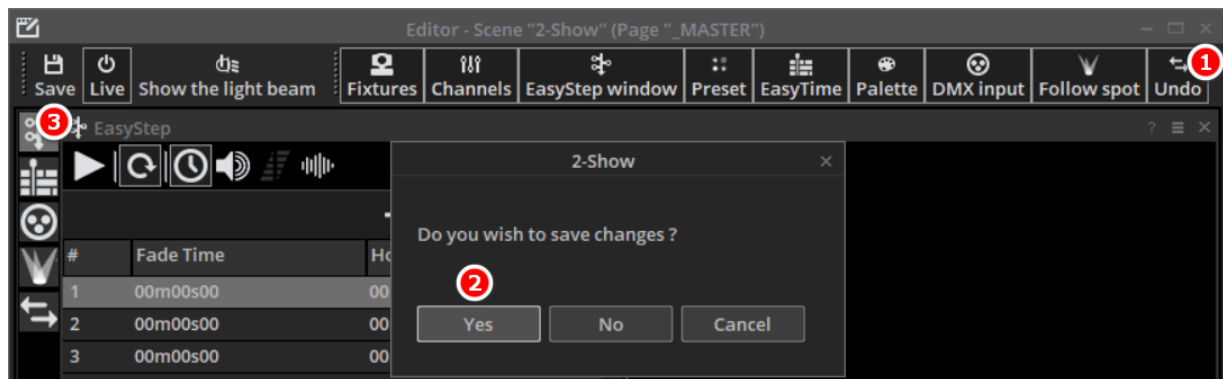 Editor - Scene "2-Show" (Page "_MASTER")
1
Save Live Show the light beam Fixtures Channels EasyStep window Preset EasyTime Palette DMX input Follow spot Undo
3 EasyStep ?
2-Show
Do you wish to save changes ?
# Fade Time Ho
2
1 00m00s00 00
Yes No Cancel
2 00m00s00 00
3 00m00s00 00